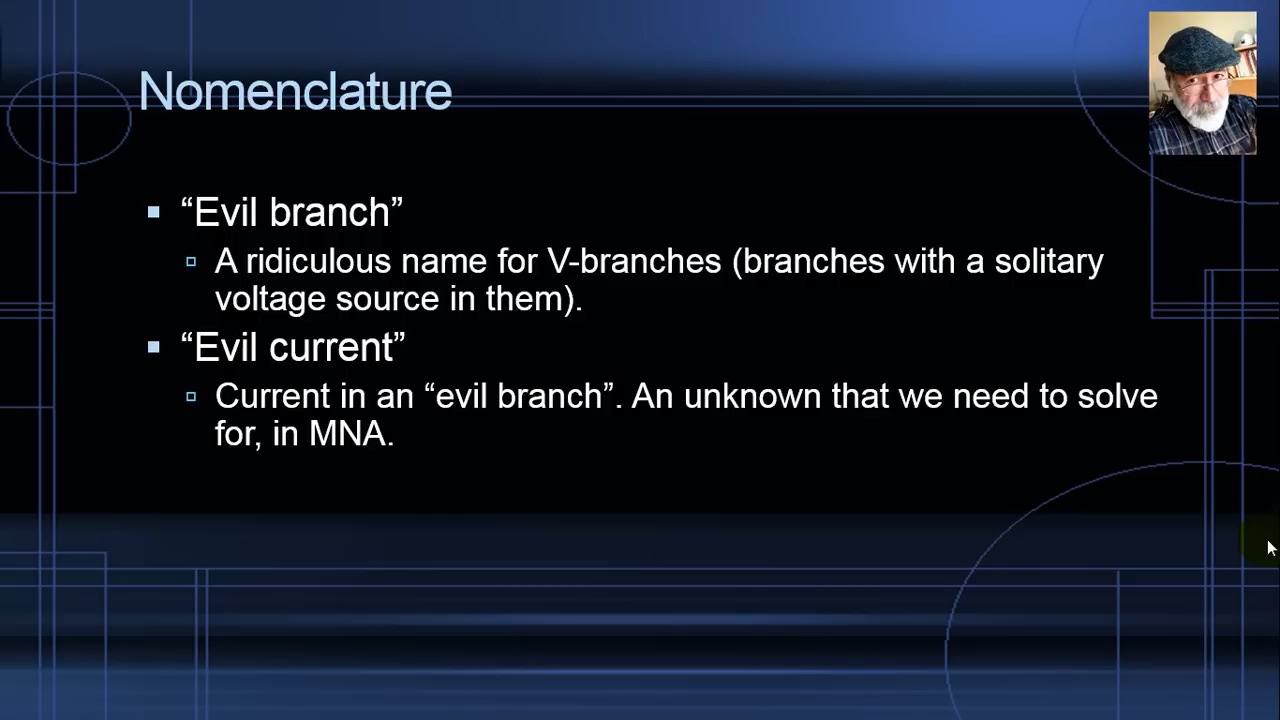 Nomenclature
“Evil branch”
A ridiculous name for V-branches (branches with a solitary
voltage source in them).
“Evil current”
Current in an “evil branch”. An unknown that we need to solve
for, in MNA.